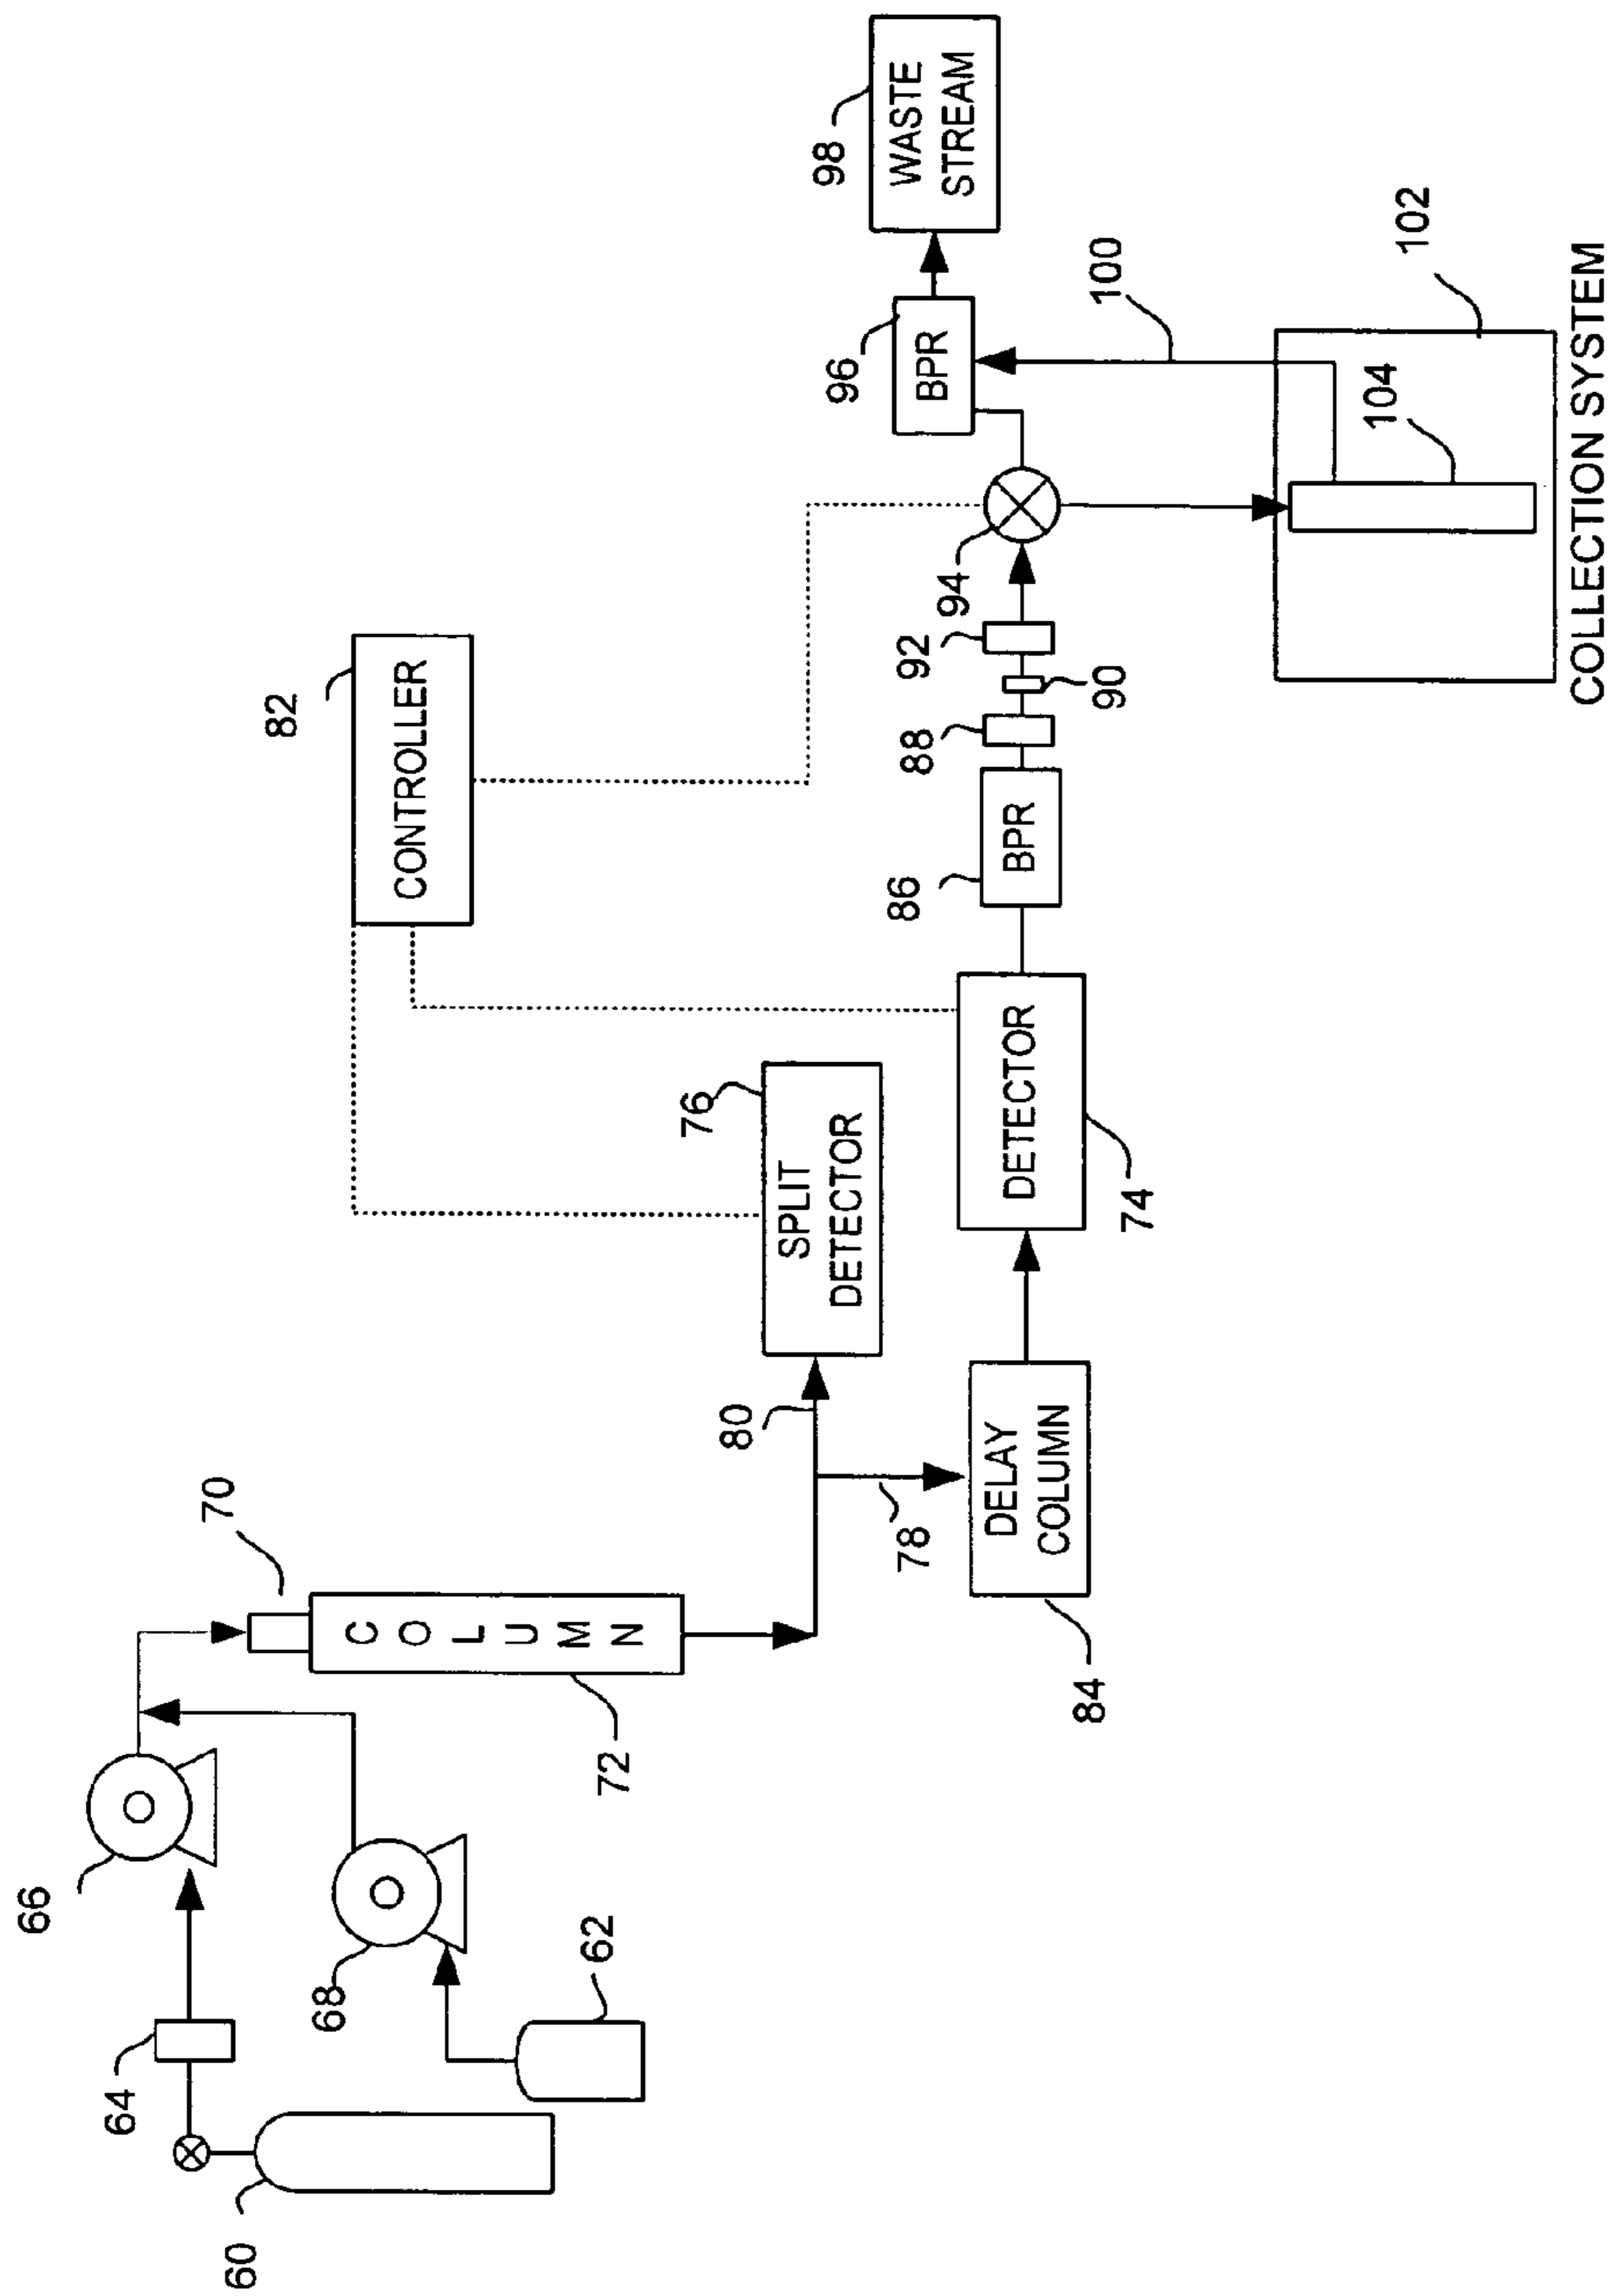 66
64
60
68
62
70
C
O
L
U
M
N
72
80
78
SPLIT
DETECTOR
76
DELAY
COLUMN
84
DETECTOR
74
82
CONTROLLER
86
BPR
88
90
92
94
96
BPR
98
WASTE
STREAM
100
102
104
COLLECTION SYSTEM